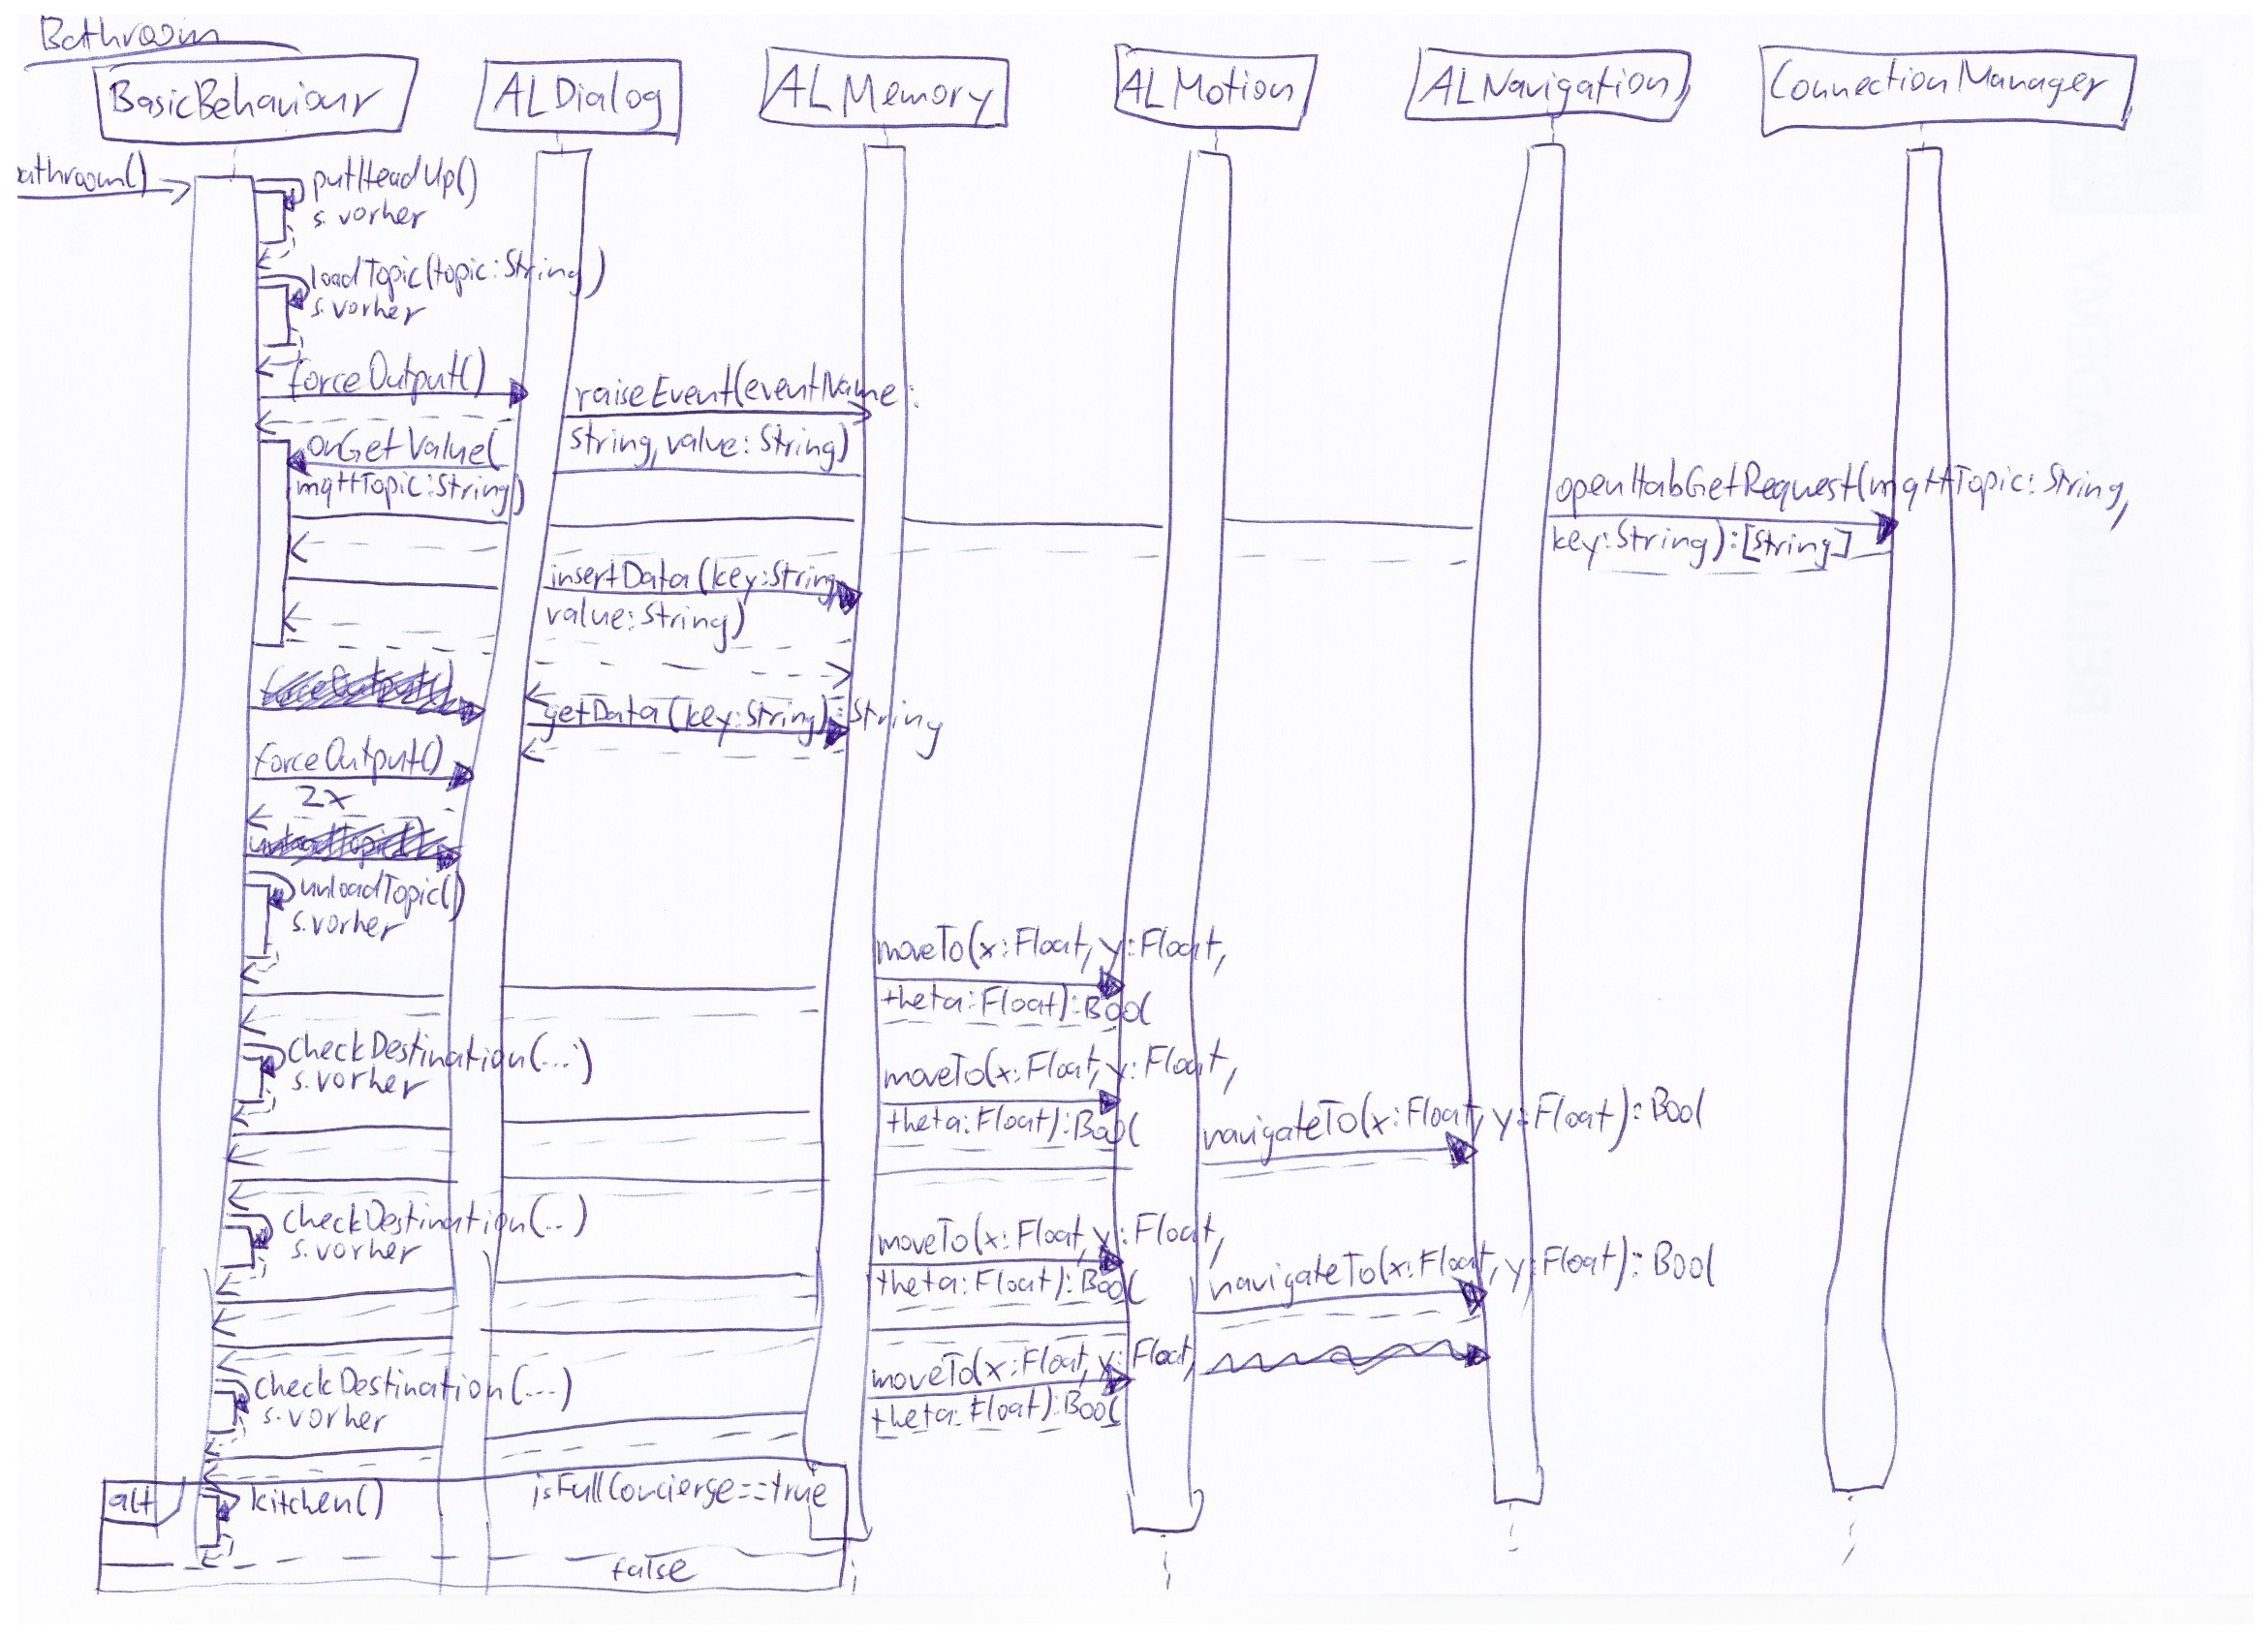 Bathroom
BasicBehaviour
ALDialog
ALMemory
ALMotion
ALNavigation
ConnectionManager
athroom()
putHeadUp()
s. vorher
loadTopic(topic:String)
s. vorher
forceOutput()
raiseEvent(eventName:
String, value: String)
onGetValue(
mqttTopic:String)
openHabGetRequest(mqttTopic: String,
key:String):[String]
insertData(key:String,
value:String)
getData(key:String):String
forceOutput()
2x
unloadTopic()
s. vorher
moveTo(x:Float, y:Float,
theta:Float):Bool
checkDestination(...)
s. vorher
moveTo(x:Float, y:Float,
theta:Float):Bool
navigateTo(x:Float, y:Float): Bool
checkDestination(...)
s. vorher
moveTo(x:Float, y:Float,
theta:Float):Bool
navigateTo(x:Float, y:Float): Bool
checkDestination(...)
s. vorher
moveTo(x:Float, y:Float,
theta:Float):Bool
alt
kitchen()
isFullConcierge==true
false